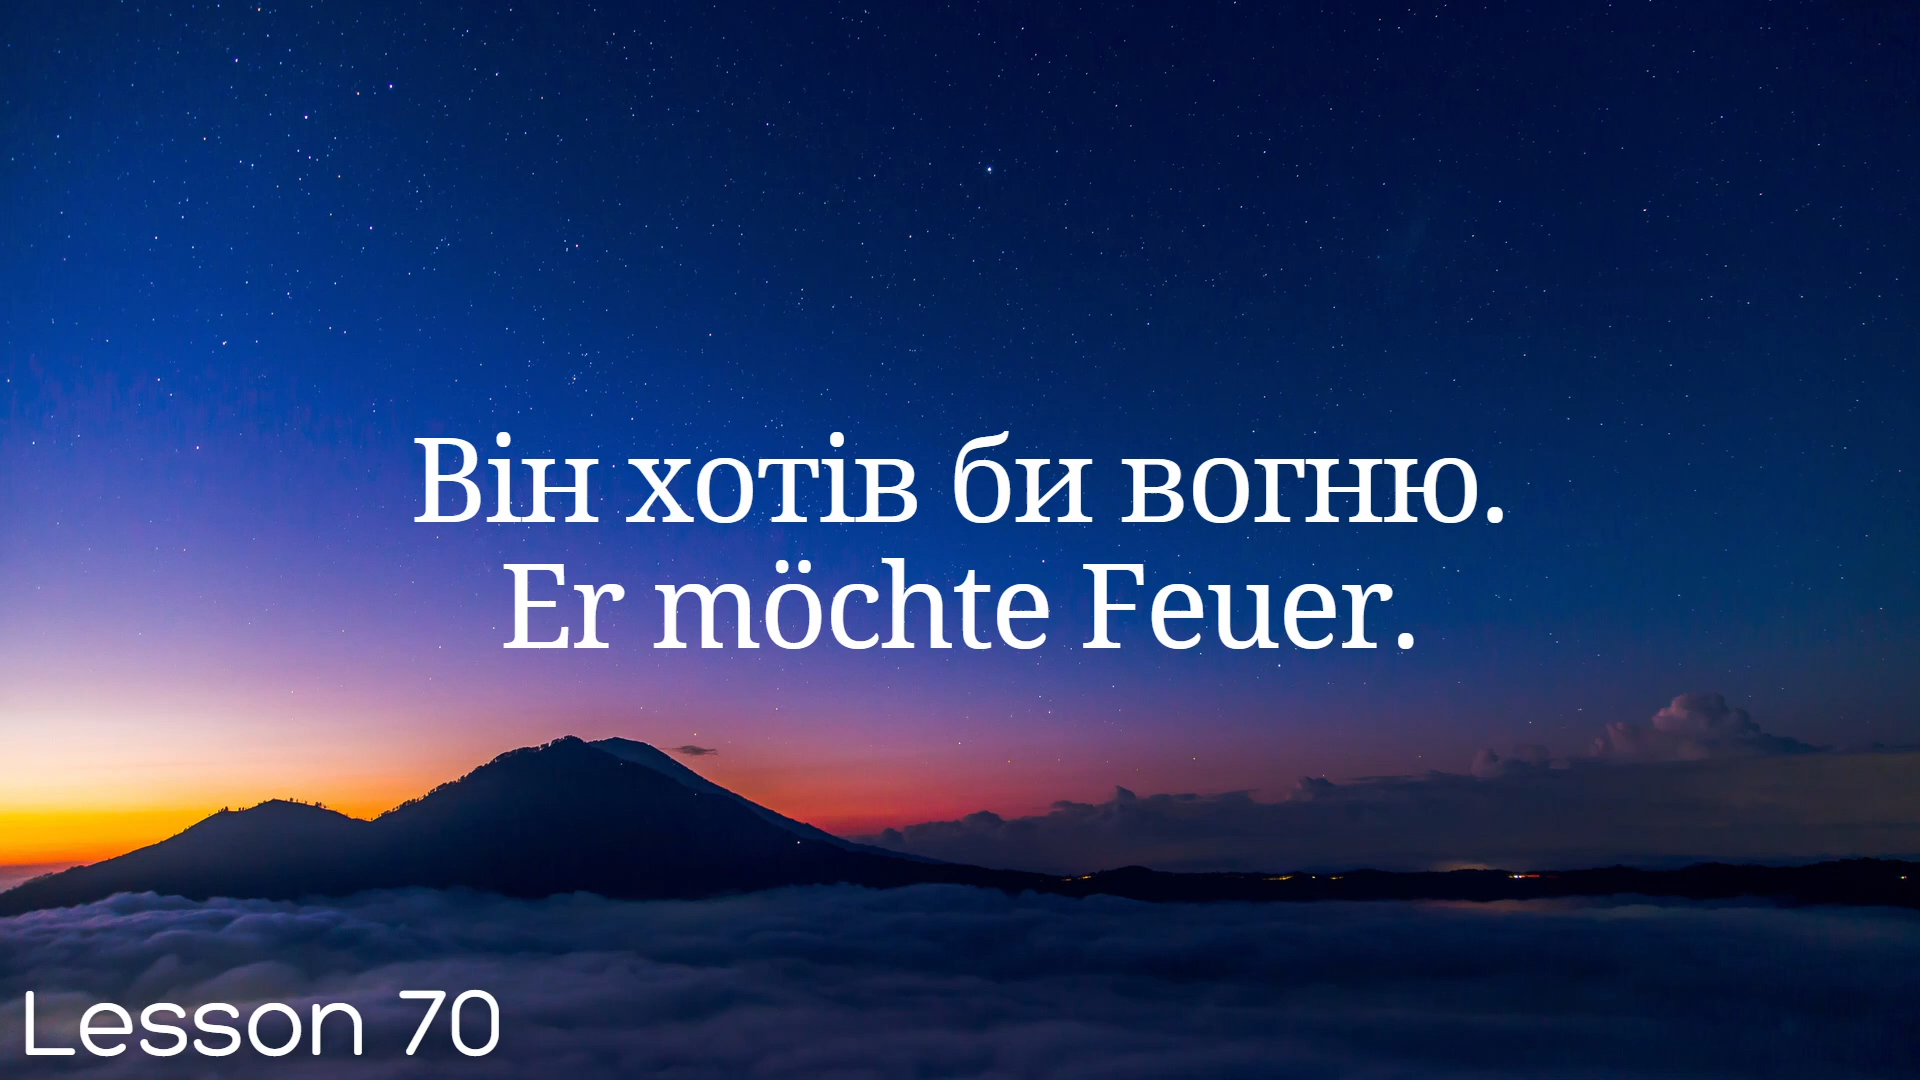 Він хотів би вогню.
Er möchte Feuer.
Lesson 70